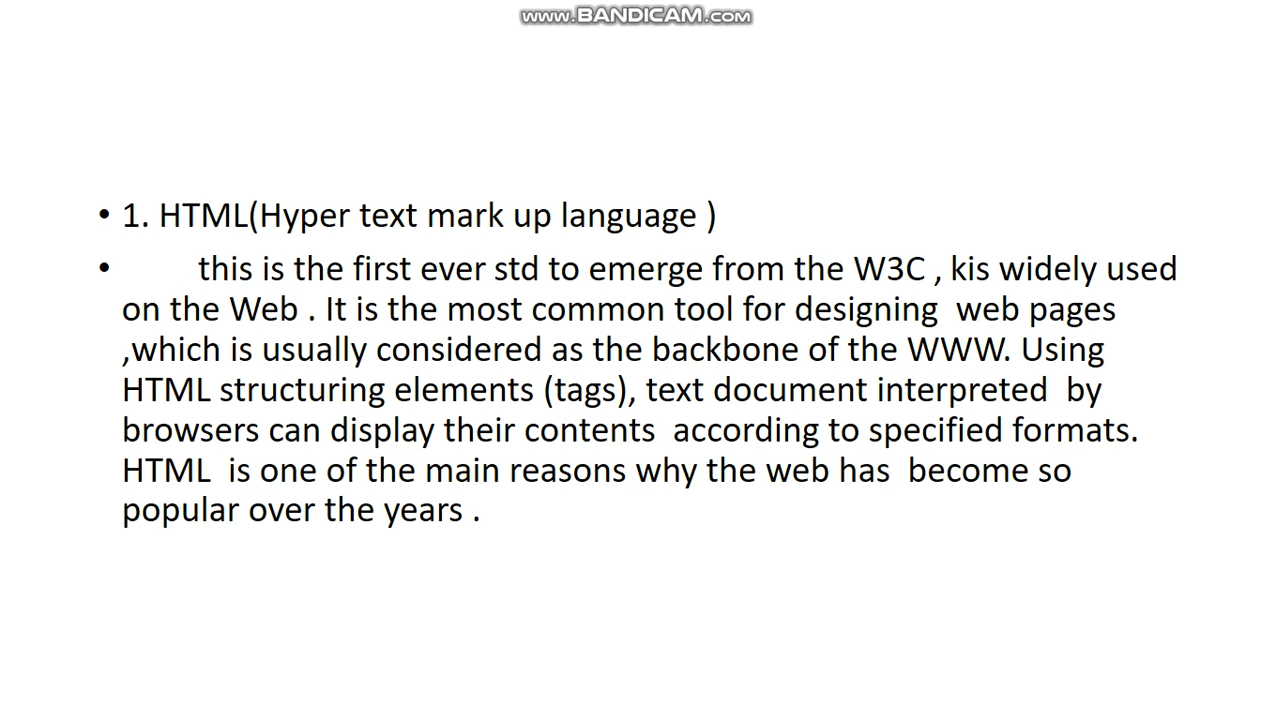 www.BANDICAM.com
• 1. HTML(Hyper text mark up language )
• this is the first ever std to emerge from the W3C , kis widely used
on the Web . It is the most common tool for designing  web pages
,which is usually considered as the backbone of the WWW. Using
HTML structuring elements (tags), text document interpreted  by
browsers can display their contents  according to specified formats.
HTML  is one of the main reasons why the web has  become so
popular over the years .